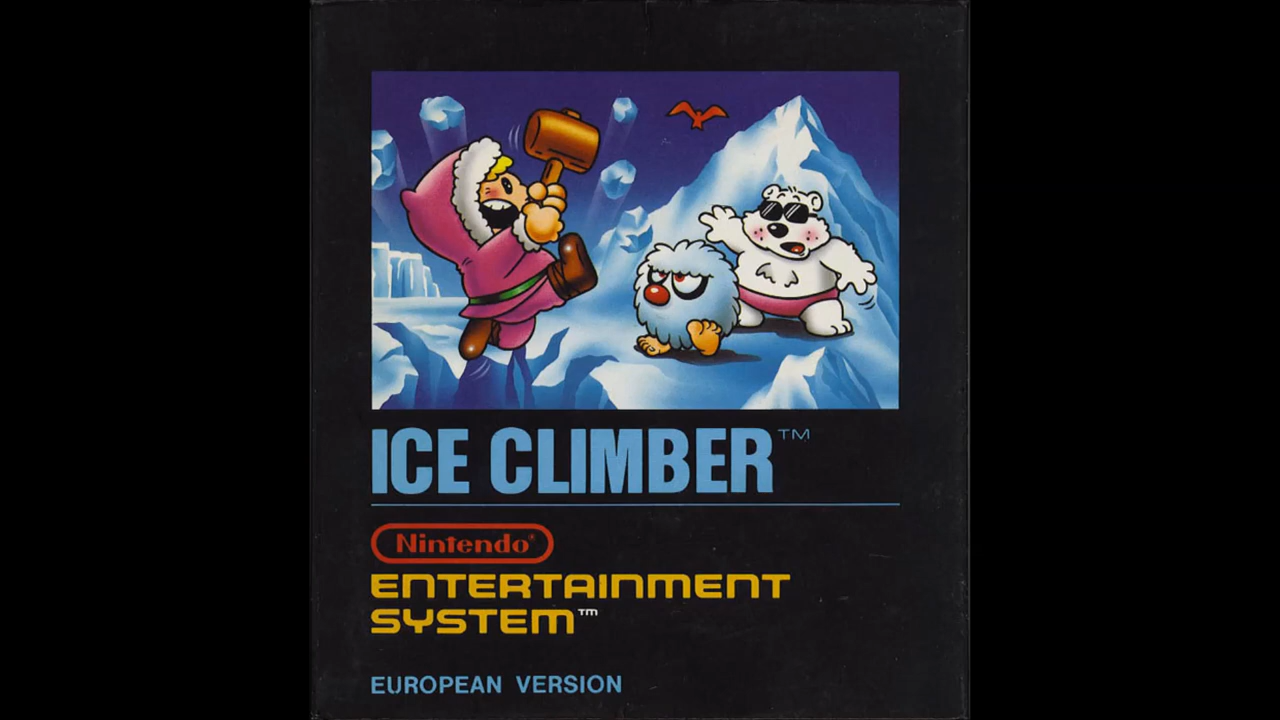 ICE CLIMBER™
Nintendo®
ENTERTAINMENT
SYSTEM™
EUROPEAN VERSION